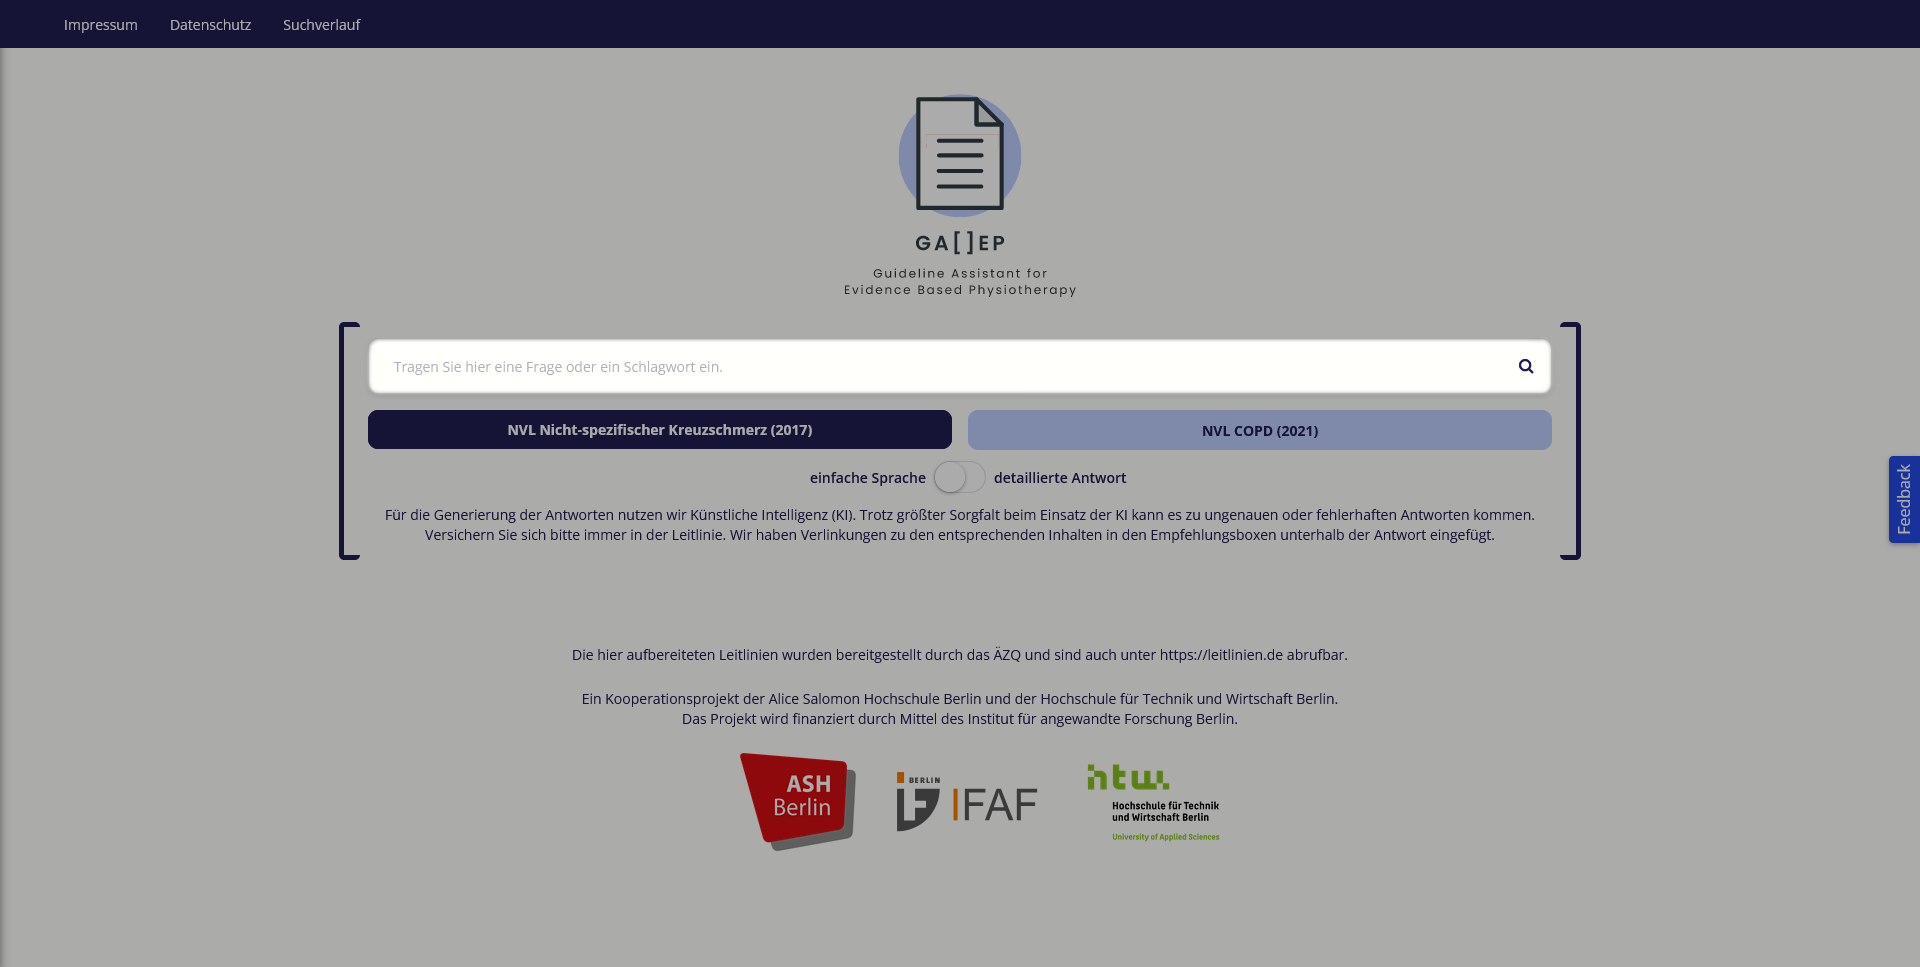 Impressum Datenschutz Suchverlauf
GA[]EP
Guideline Assistant for
Evidence Based Physiotherapy
Tragen Sie hier eine Frage oder ein Schlagwort ein.
NVL Nicht-spezifischer Kreuzschmerz (2017) NVL COPD (2021)
einfache Sprache detaillierte Antwort
Für die Generierung der Antworten nutzen wir Künstliche Intelligenz (KI). Trotz größter Sorgfalt beim Einsatz der KI kann es zu ungenauen oder fehlerhaften Antworten kommen.
Versichern Sie sich bitte immer in der Leitlinie. Wir haben Verlinkungen zu den entsprechenden Inhalten in den Empfehlungsboxen unterhalb der Antwort eingefügt.
Feedback
Die hier aufbereiteten Leitlinien wurden bereitgestellt durch das ÄZQ und sind auch unter https://leitlinien.de abrufbar.
Ein Kooperationsprojekt der Alice Salomon Hochschule Berlin und der Hochschule für Technik und Wirtschaft Berlin.
Das Projekt wird finanziert durch Mittel des Institut für angewandte Forschung Berlin.
ASH
Berlin
BERLIN
IFAF
htw.
Hochschule für Technik
und Wirtschaft Berlin
University of Applied Sciences